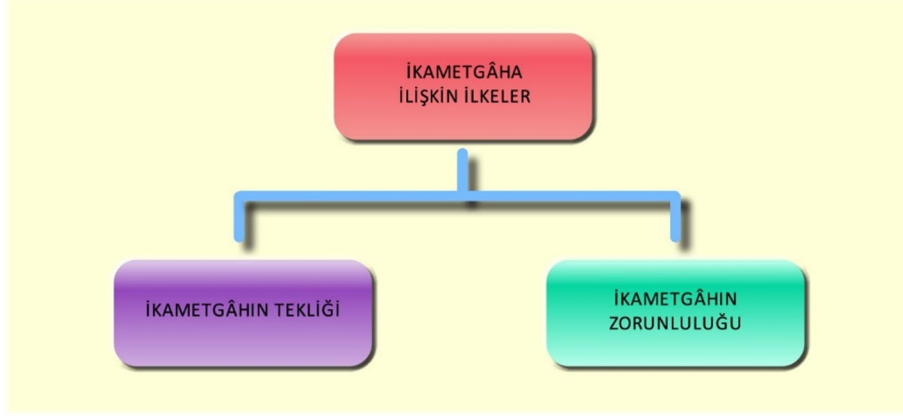 İKAMETGÂHA
İLİŞKİN İLKELER
İKAMETGÂHIN TEKLİĞİ
İKAMETGÂHIN
ZORUNLULUĞU